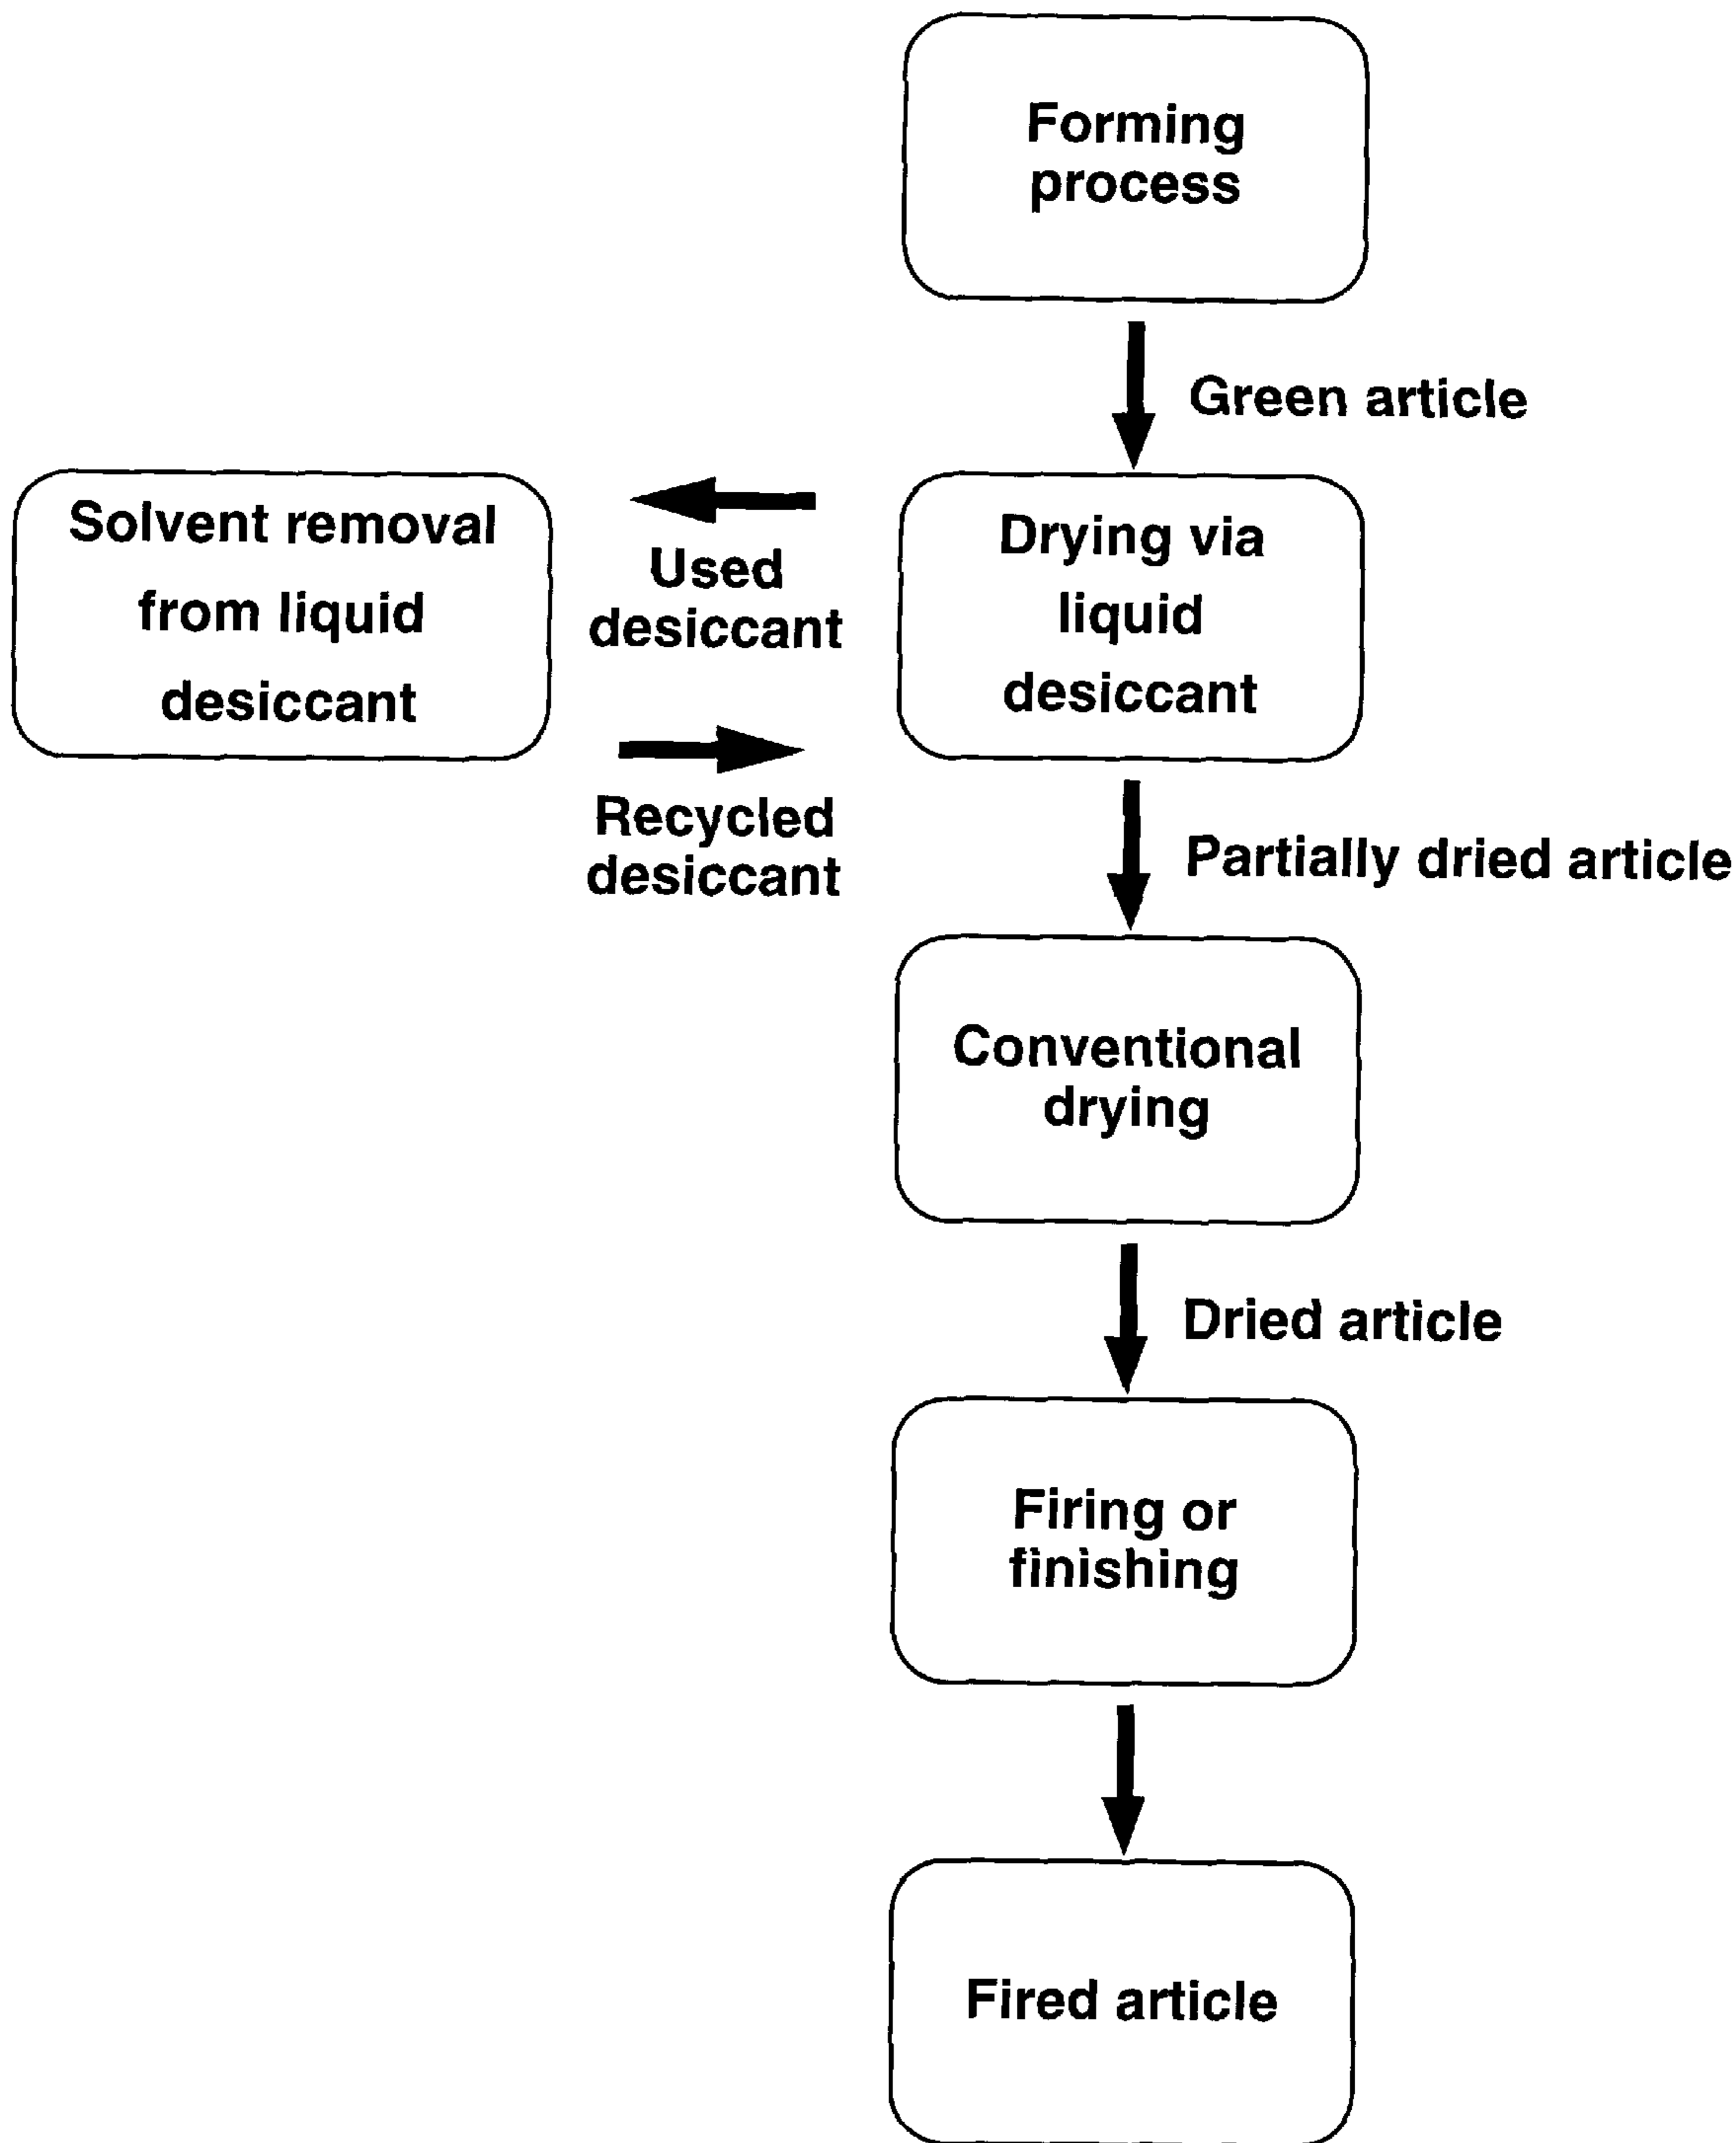 Forming
process
Green article
Solvent removal
from liquid
desiccant
Used
desiccant
Recycled
desiccant
Drying via
liquid
desiccant
Partially dried article
Conventional
drying
Dried article
Firing or
finishing
Fired article